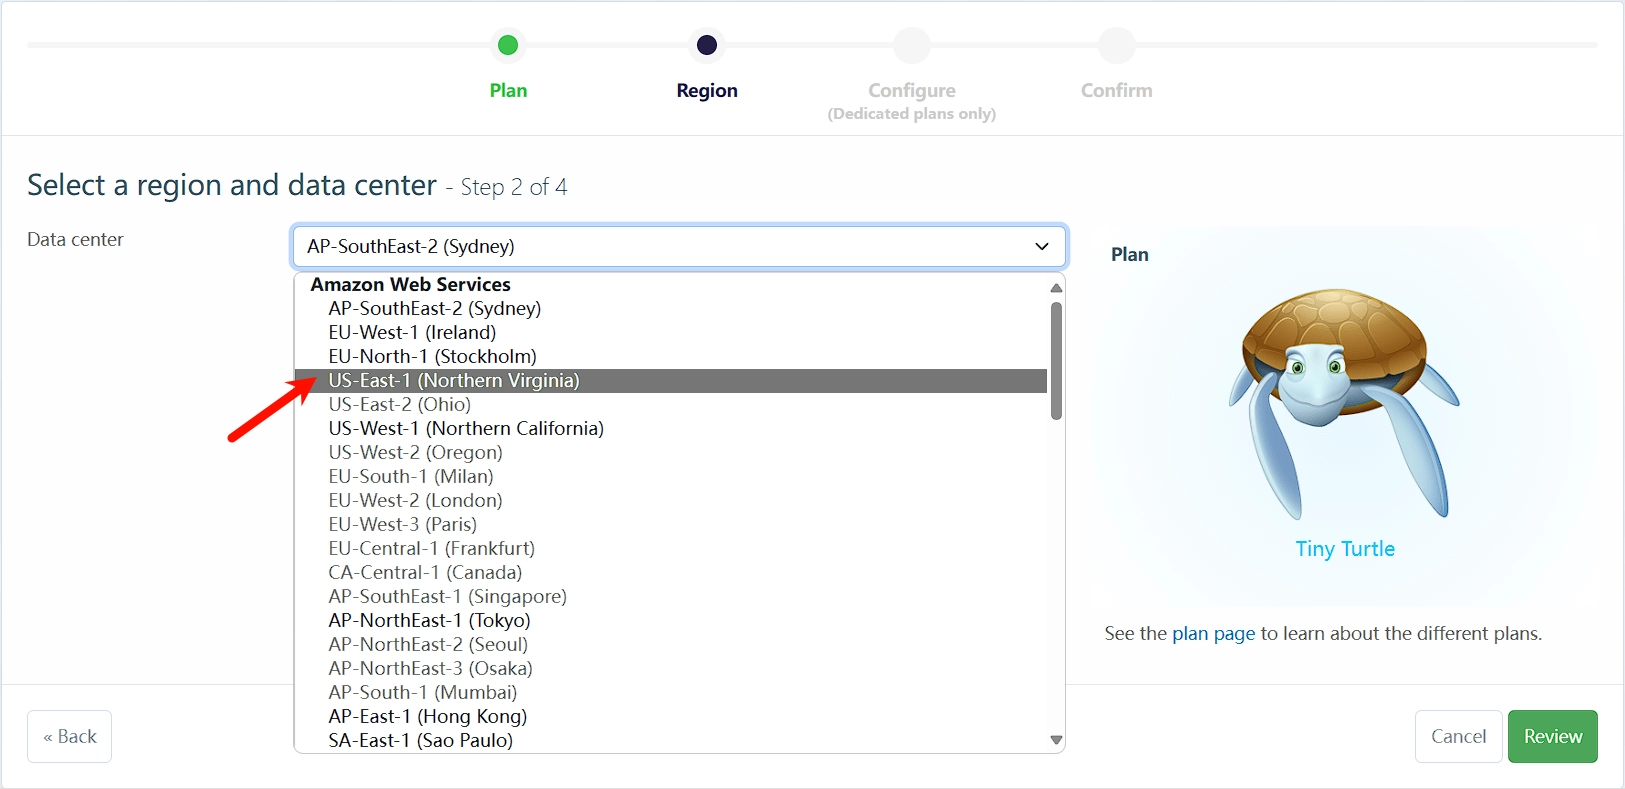 Plan
Region
Configure
(Dedicated plans only)
Confirm
Select a region and data center - Step 2 of 4
Data center
AP-SouthEast-2 (Sydney)
Amazon Web Services
AP-SouthEast-2 (Sydney)
EU-West-1 (Ireland)
EU-North-1 (Stockholm)
US-East-1 (Northern Virginia)
US-East-2 (Ohio)
US-West-1 (Northern California)
US-West-2 (Oregon)
EU-South-1 (Milan)
EU-West-2 (London)
EU-West-3 (Paris)
EU-Central-1 (Frankfurt)
CA-Central-1 (Canada)
AP-SouthEast-1 (Singapore)
AP-NorthEast-1 (Tokyo)
AP-NorthEast-2 (Seoul)
AP-NorthEast-3 (Osaka)
AP-South-1 (Mumbai)
AP-East-1 (Hong Kong)
SA-East-1 (Sao Paulo)
Plan
Tiny Turtle
See the plan page to learn about the different plans.
« Back
Cancel
Review